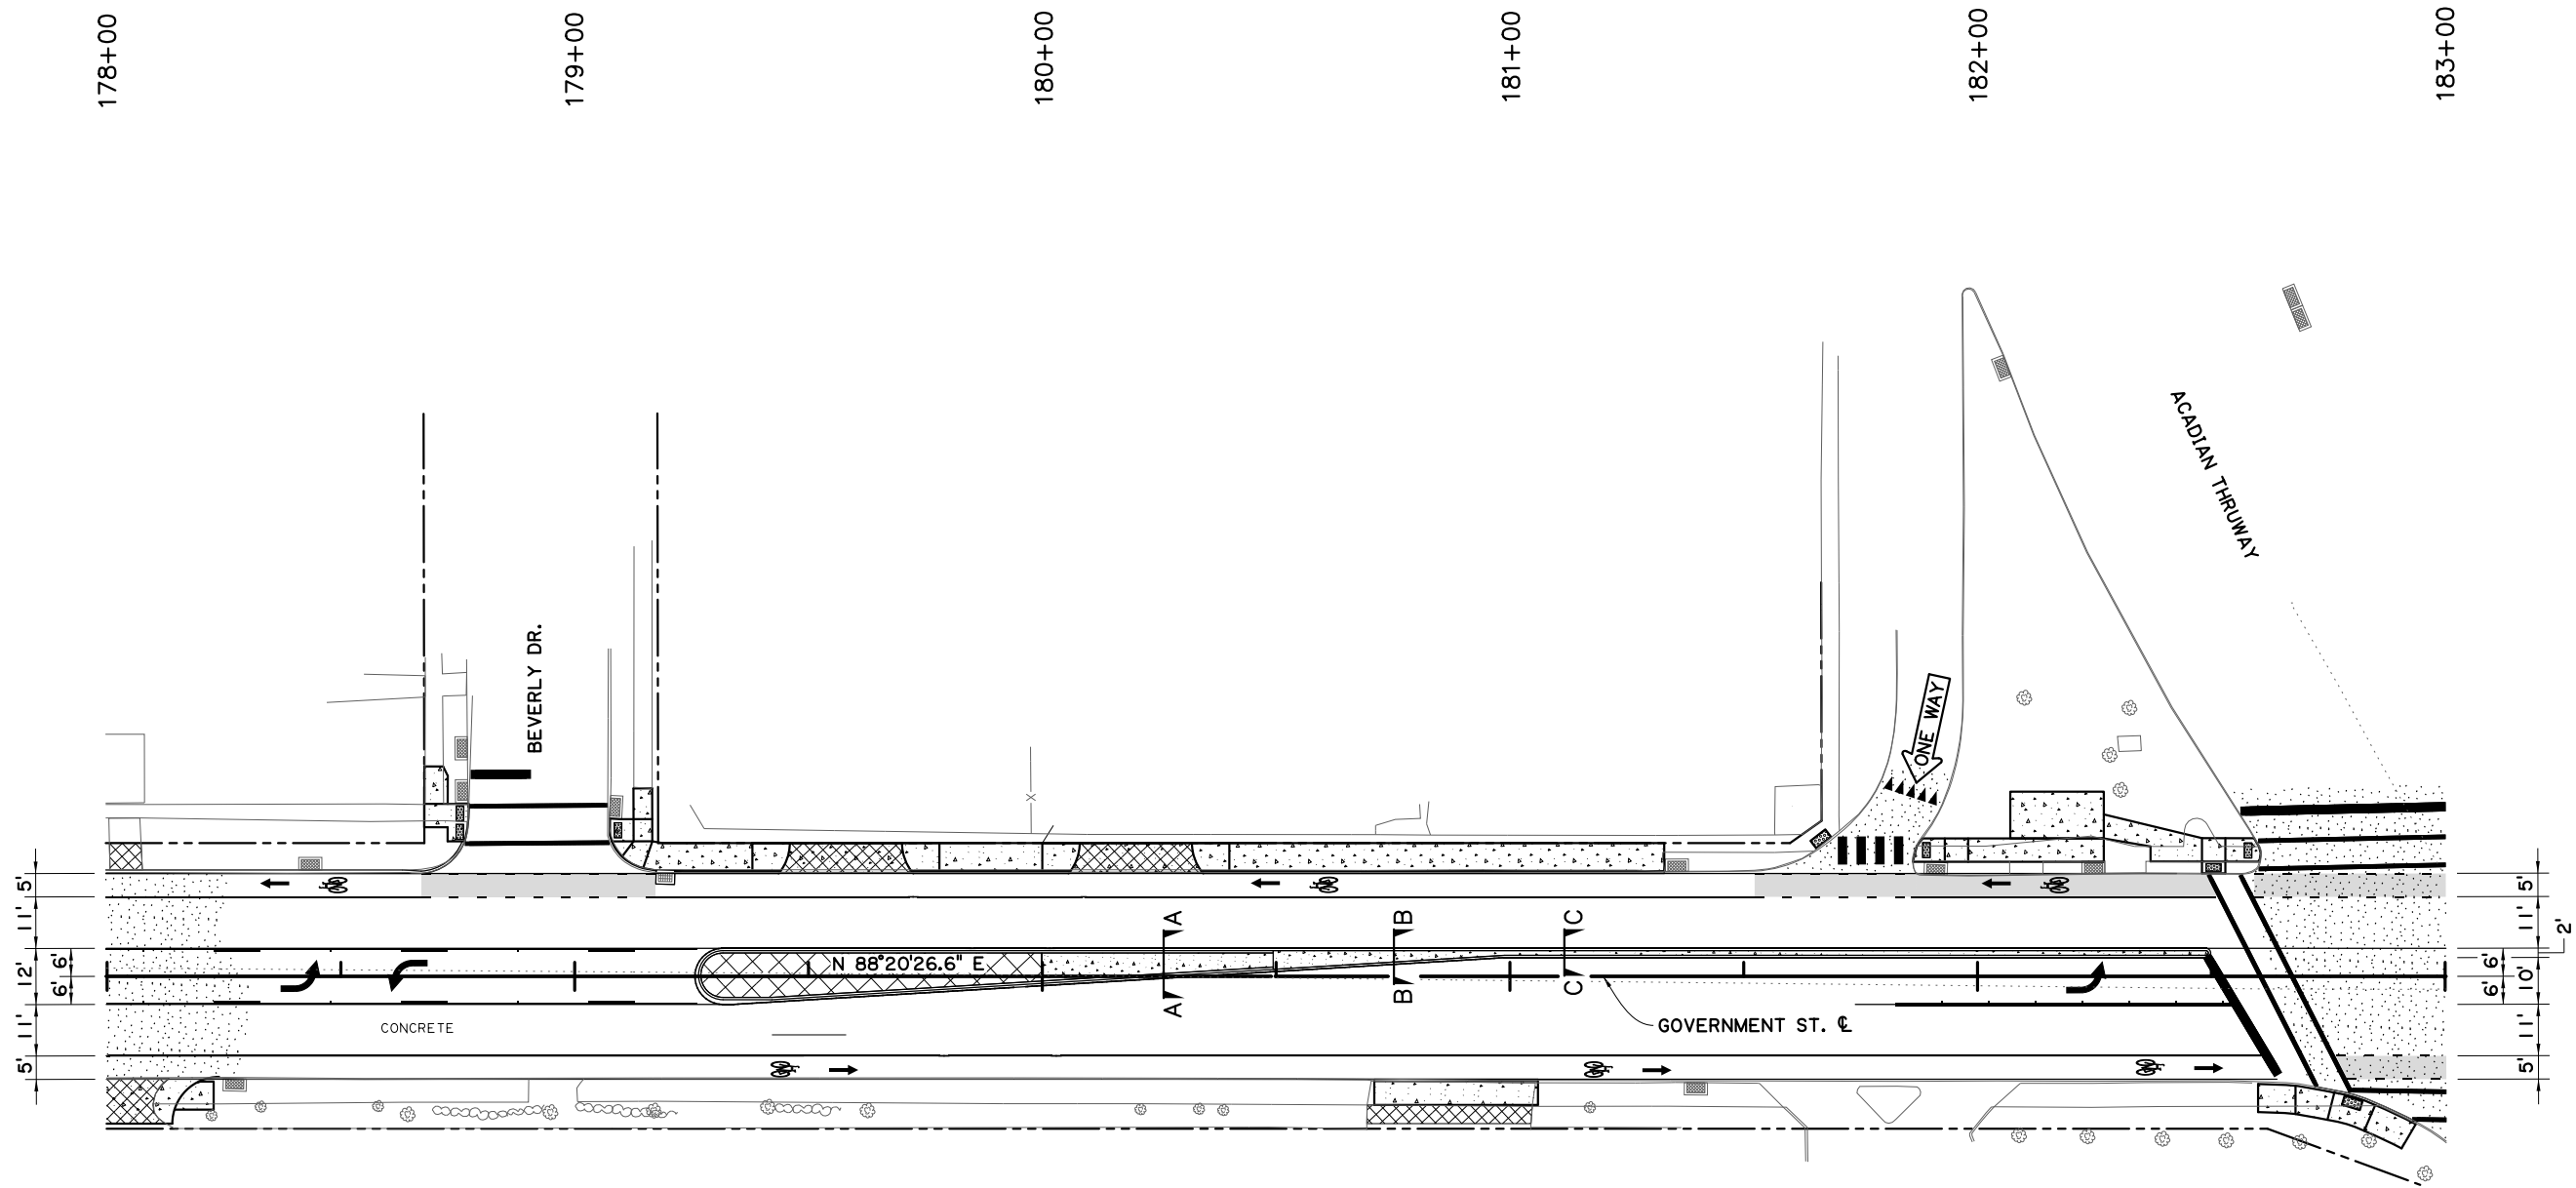 178+00
179+00
180+00
181+00
182+00
183+00
ACADIAN THRUWAY
BEVERLY DR.
ONE WAY
5'
11'
12'
6'
6'
11'
5'
A
A
B
B
C
C
N 88°20'26.6" E
CONCRETE
GOVERNMENT ST. ℄
X
5'
11'
2'
6'
6'
10'
11'
5'